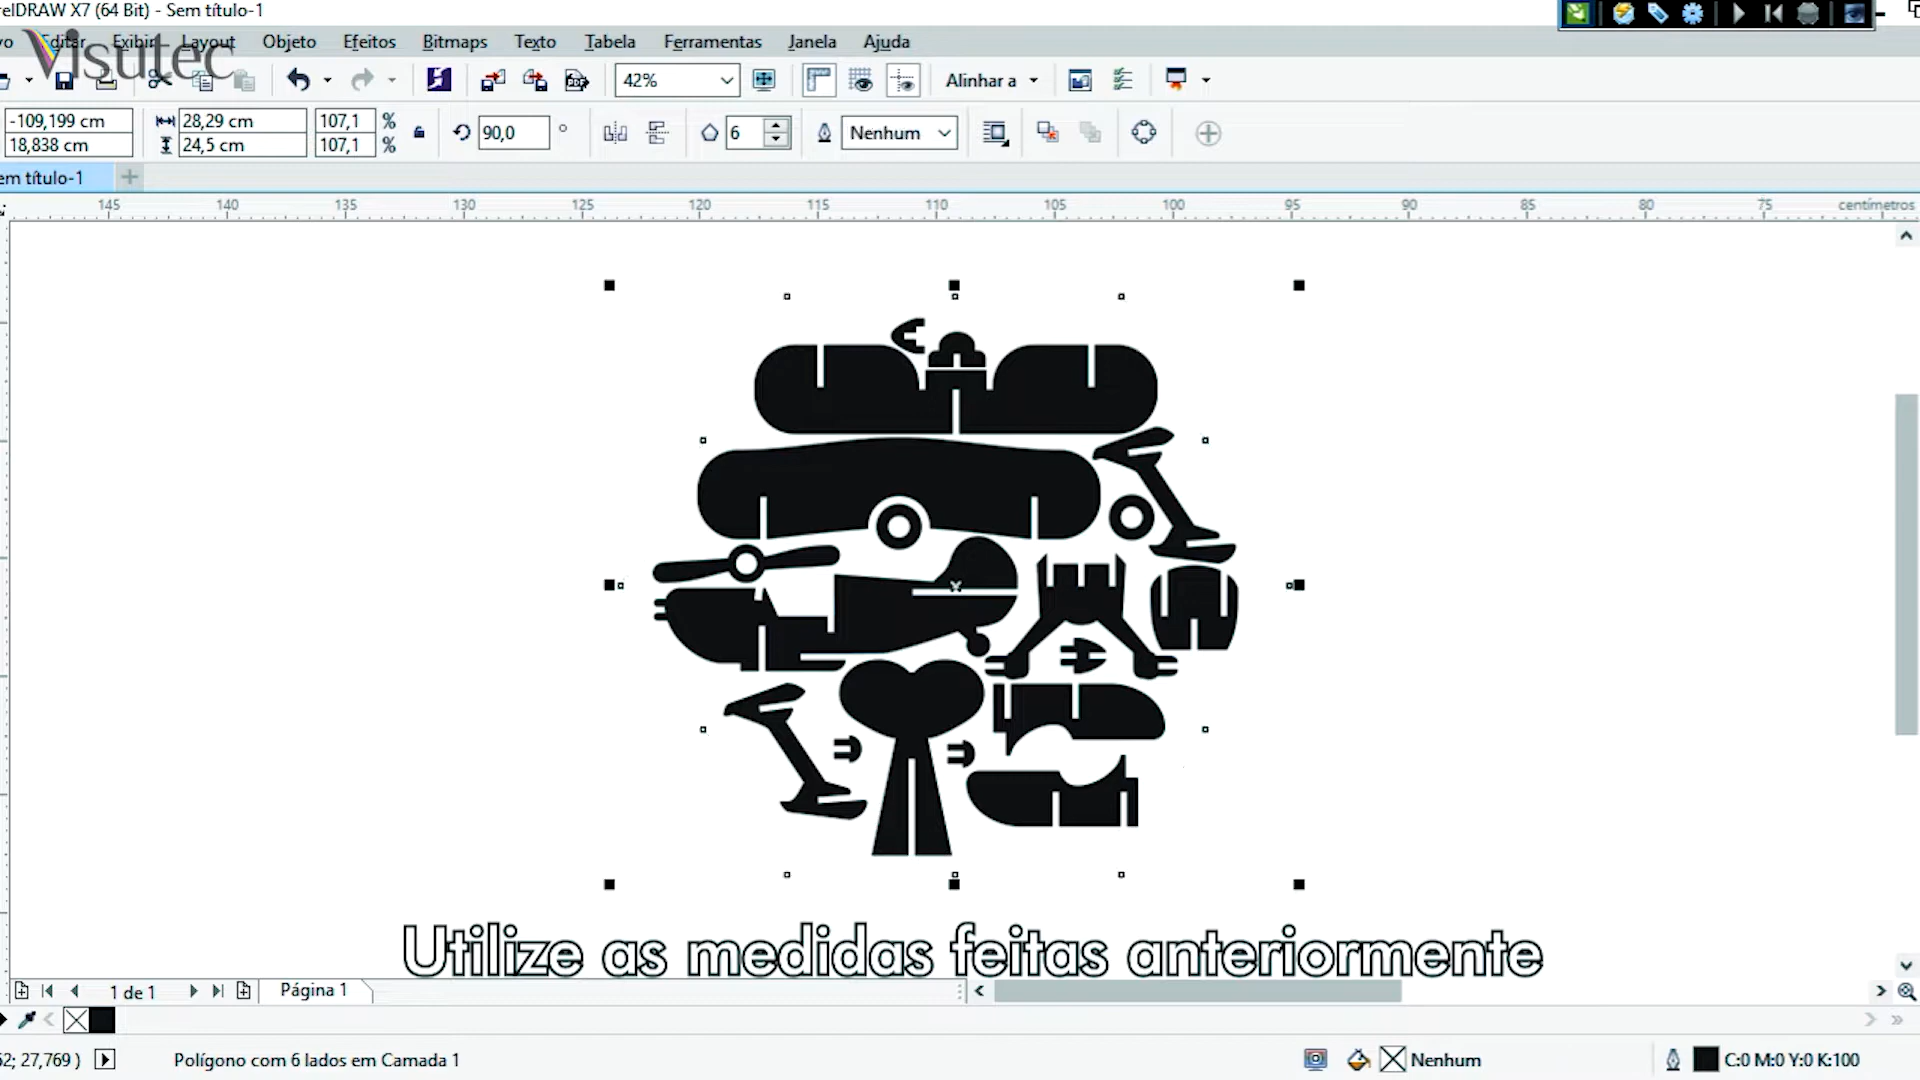 relDRAW X7 (64 Bit) - Sem título-1
Visutec
vo Editar Exibir Layout Objeto Efeitos Bitmaps Texto Tabela Ferramentas Janela Ajuda
42% Alinhar a
-109,199 cm 28,29 cm 107,1 % 90,0 ° 6 Nenhum
18,838 cm 24,5 cm 107,1 %
em título-1
145 140 135 130 125 120 115 110 105 100 95 90 85 80 75 centímetros
Utilize as medidas feitas anteriormente
1 de 1 Página 1
62; 27,769 ) Polígono com 6 lados em Camada 1 Nenhum C:0 M:0 Y:0 K:100